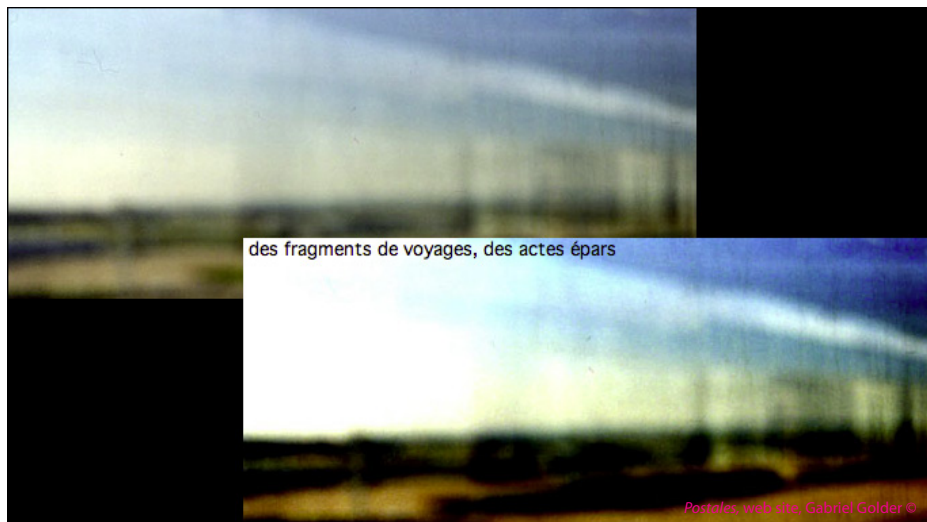 des fragments de voyages, des actes épars
Postales, web site, Gabriel Golder ©